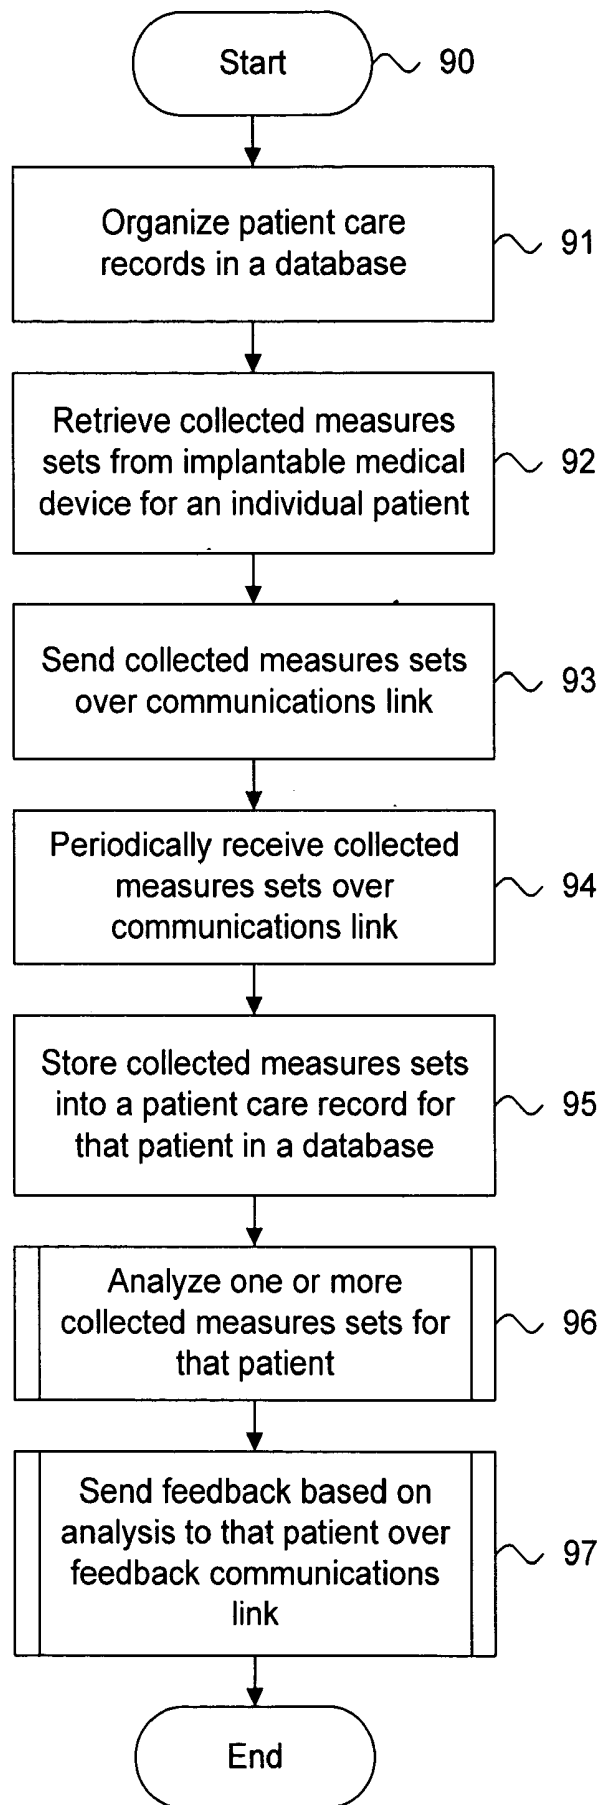 Start
90
Organize patient care
records in a database
91
Retrieve collected measures
sets from implantable medical
device for an individual patient
92
Send collected measures sets
over communications link
93
Periodically receive collected
measures sets over
communications link
94
Store collected measures sets
into a patient care record for
that patient in a database
95
Analyze one or more
collected measures sets for
that patient
96
Send feedback based on
analysis to that patient over
feedback communications
link
97
End